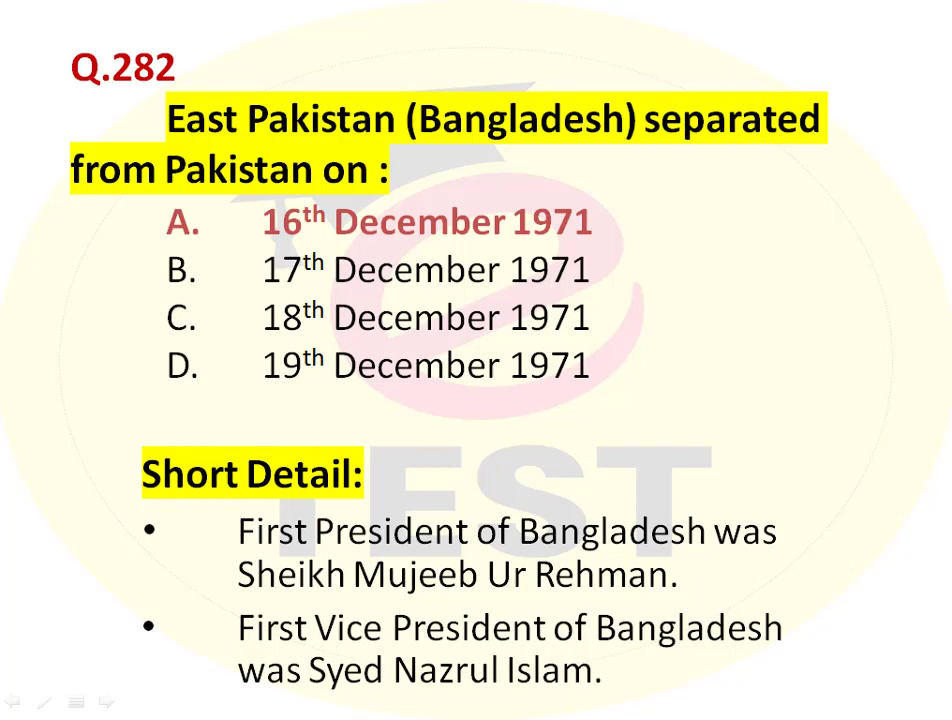 Q.282
East Pakistan (Bangladesh) separated
from Pakistan on :
A. 16th December 1971
B. 17th December 1971
C. 18th December 1971
D. 19th December 1971
Short Detail:
• First President of Bangladesh was
Sheikh Mujeeb Ur Rehman.
• First Vice President of Bangladesh
was Syed Nazrul Islam.
e
TEST